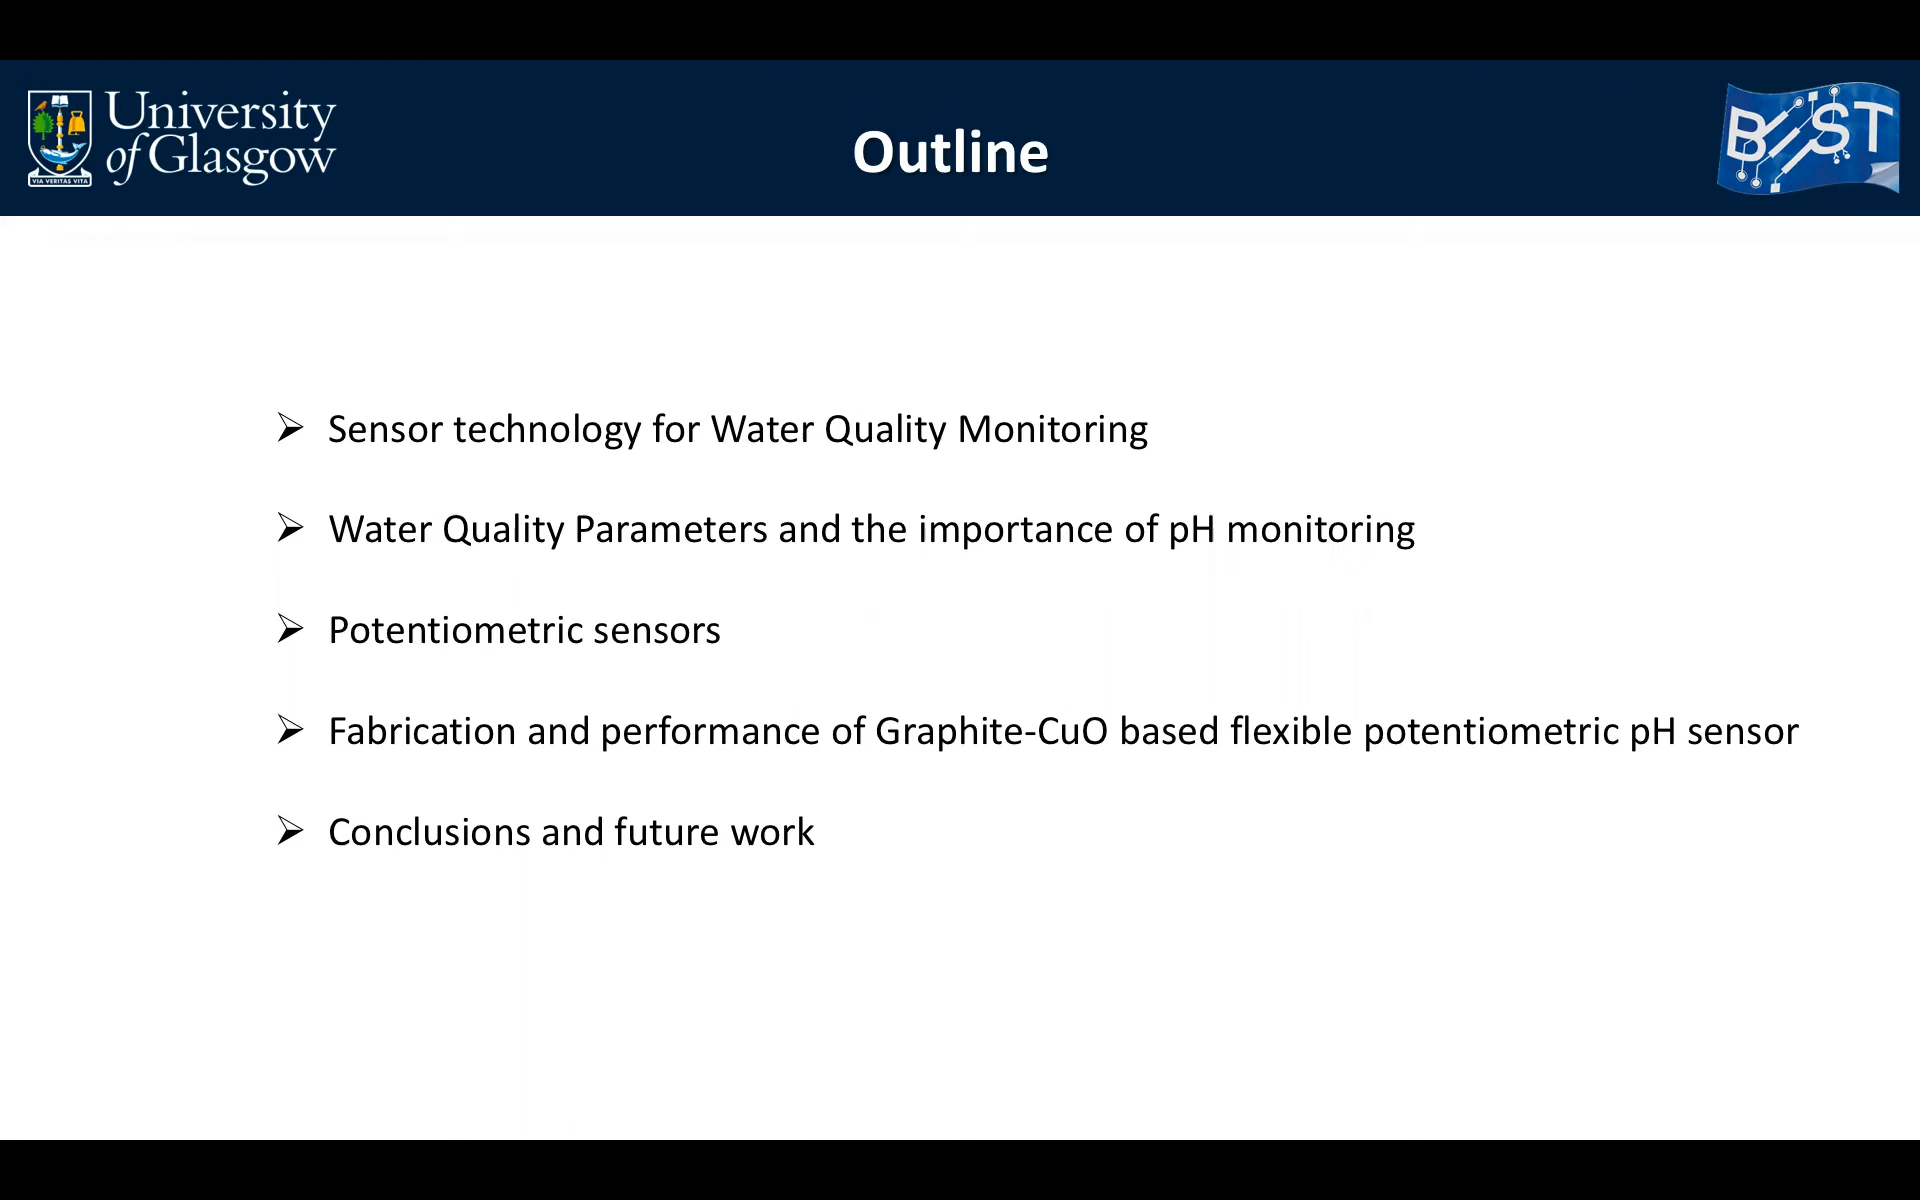 University
of Glasgow
VIA VERITAS VITA
Outline
BEST
Sensor technology for Water Quality Monitoring
Water Quality Parameters and the importance of pH monitoring
Potentiometric sensors
Fabrication and performance of Graphite-CuO based flexible potentiometric pH sensor
Conclusions and future work